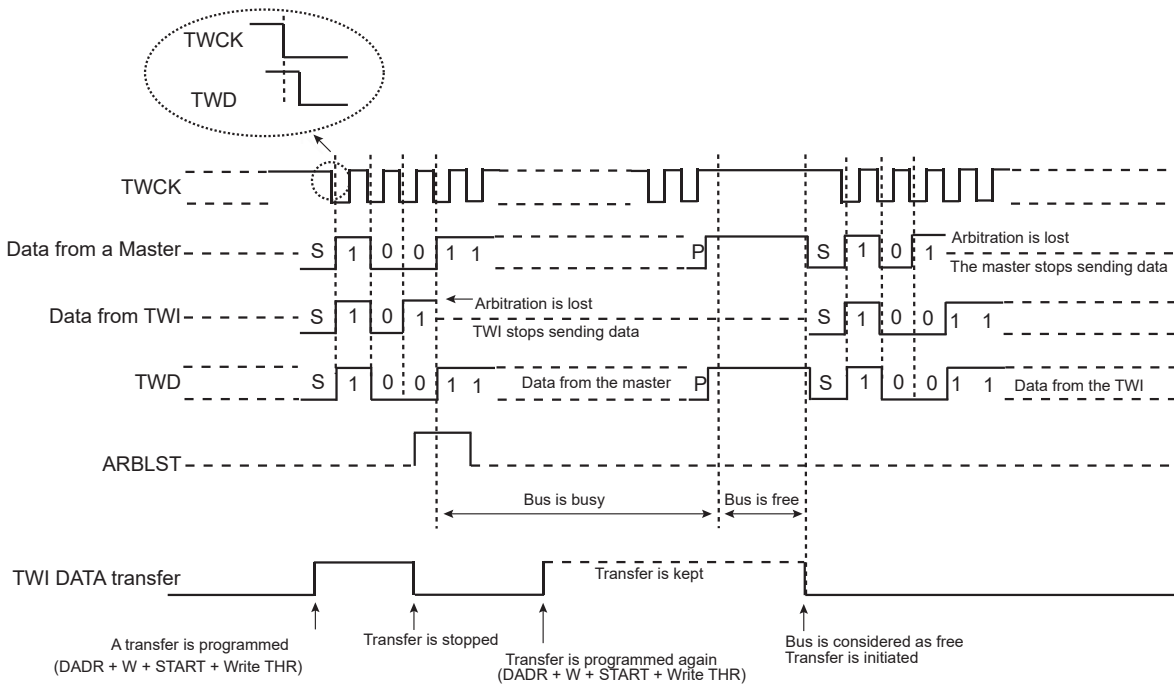 TWCK
TWD
TWCK
Data from a Master
S 1 0 0 1 1
P
S 1 0 1
Arbitration is lost
The master stops sending data
Data from TWI
S 1 0 1
Arbitration is lost
TWI stops sending data
S 1 0 0 1 1
TWD
S 1 0 0 1 1
Data from the master
P
S 1 0 0 1 1
Data from the TWI
ARBLST
Bus is busy
Bus is free
TWI DATA transfer
Transfer is kept
A transfer is programmed
(DADR + W + START + Write THR)
Transfer is stopped
Transfer is programmed again
(DADR + W + START + Write THR)
Bus is considered as free
Transfer is initiated